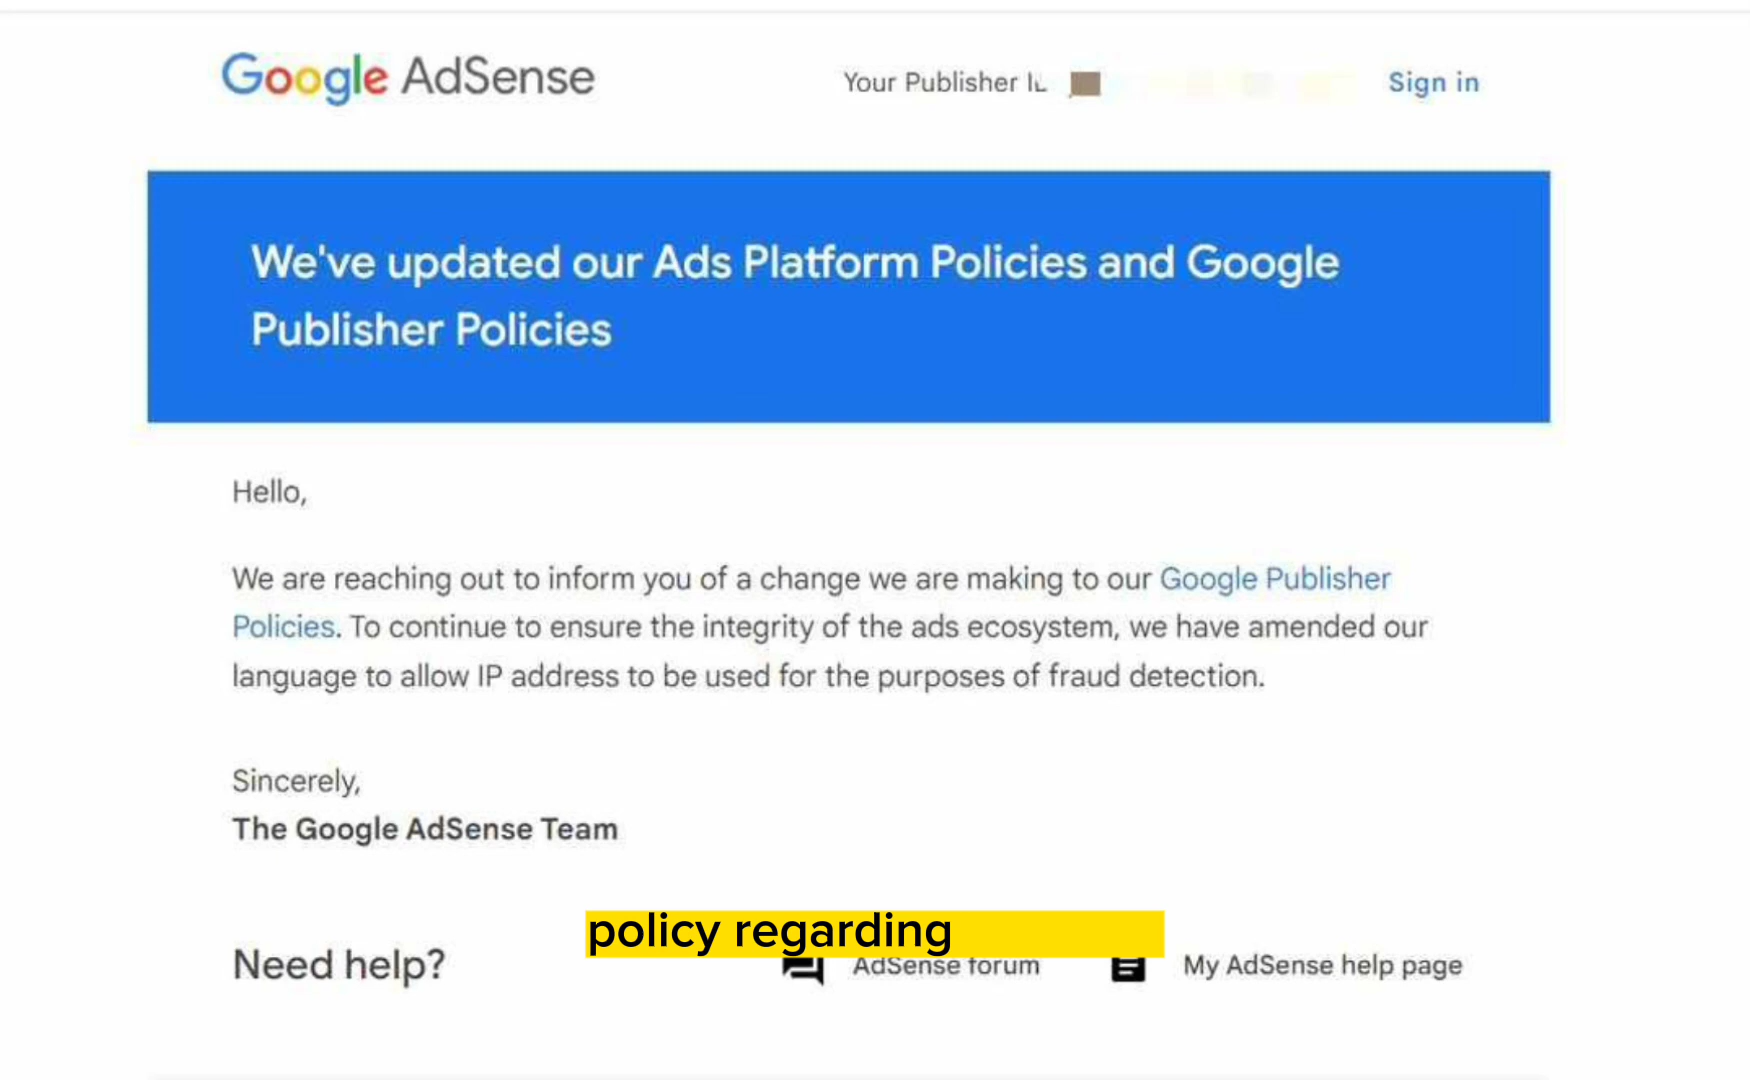 Google AdSense
Your Publisher
Sign in
We've updated our Ads Platform Policies and Google
Publisher Policies
Hello,
We are reaching out to inform you of a change we are making to our Google Publisher
Policies. To continue to ensure the integrity of the ads ecosystem, we have amended our
language to allow IP address to be used for the purposes of fraud detection.
Sincerely,
The Google AdSense Team
policy regarding
Need help?
AdSense forum
My AdSense help page